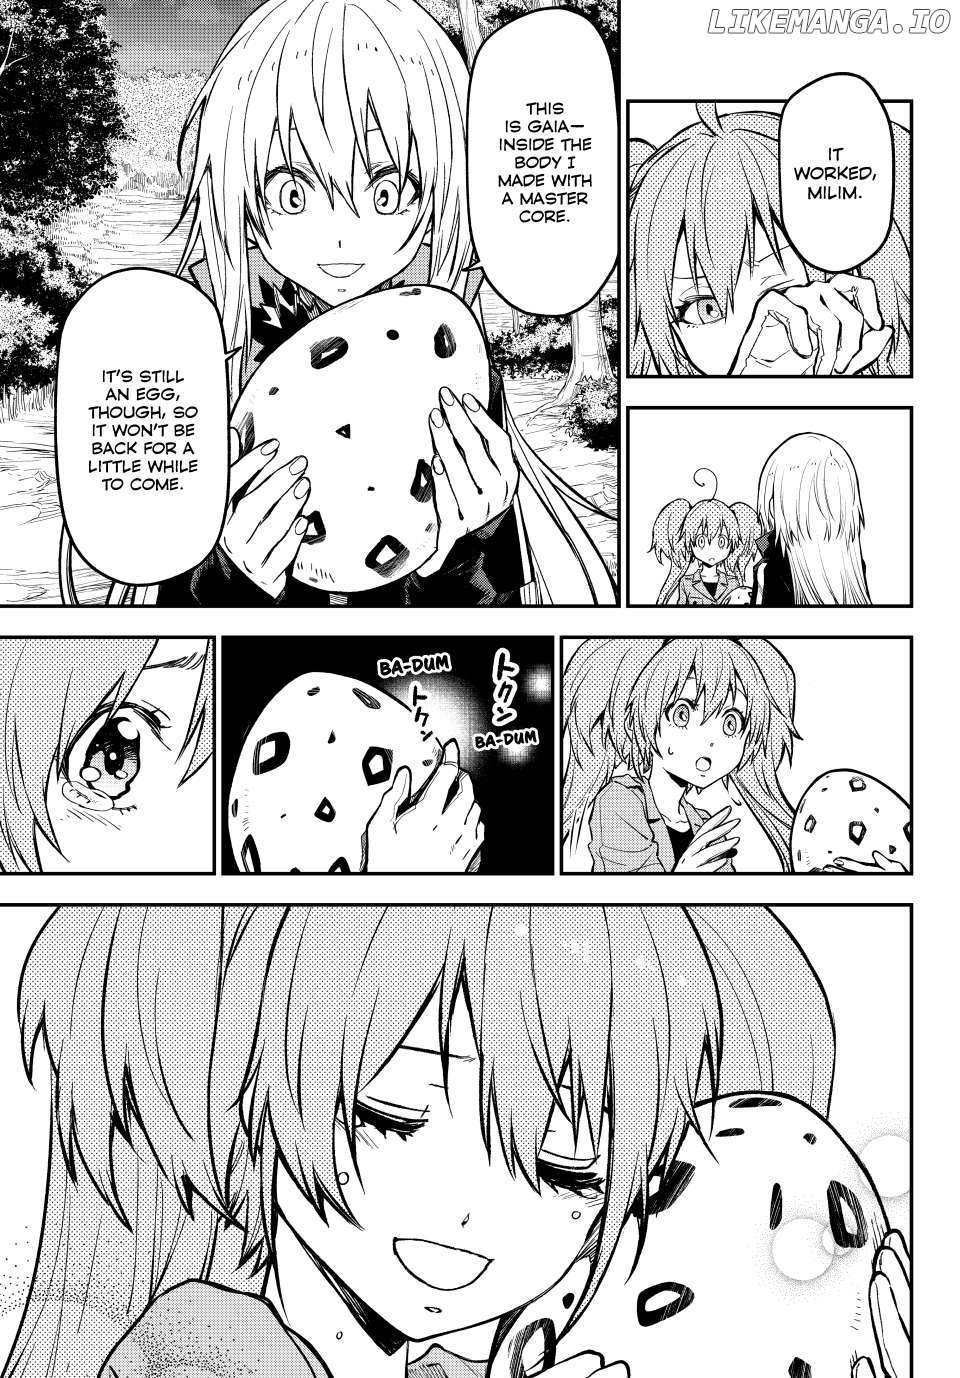 LIKEMANGA.IO
IT
WORKED,
MILIM.
THIS
IS GAIA—
INSIDE THE
BODY I
MADE WITH
A MASTER
CORE.
IT'S STILL
AN EGG,
THOUGH, SO
IT WON'T BE
BACK FOR A
LITTLE WHILE
TO COME.
トクン
BA-DUM
トクン
BA-DUM